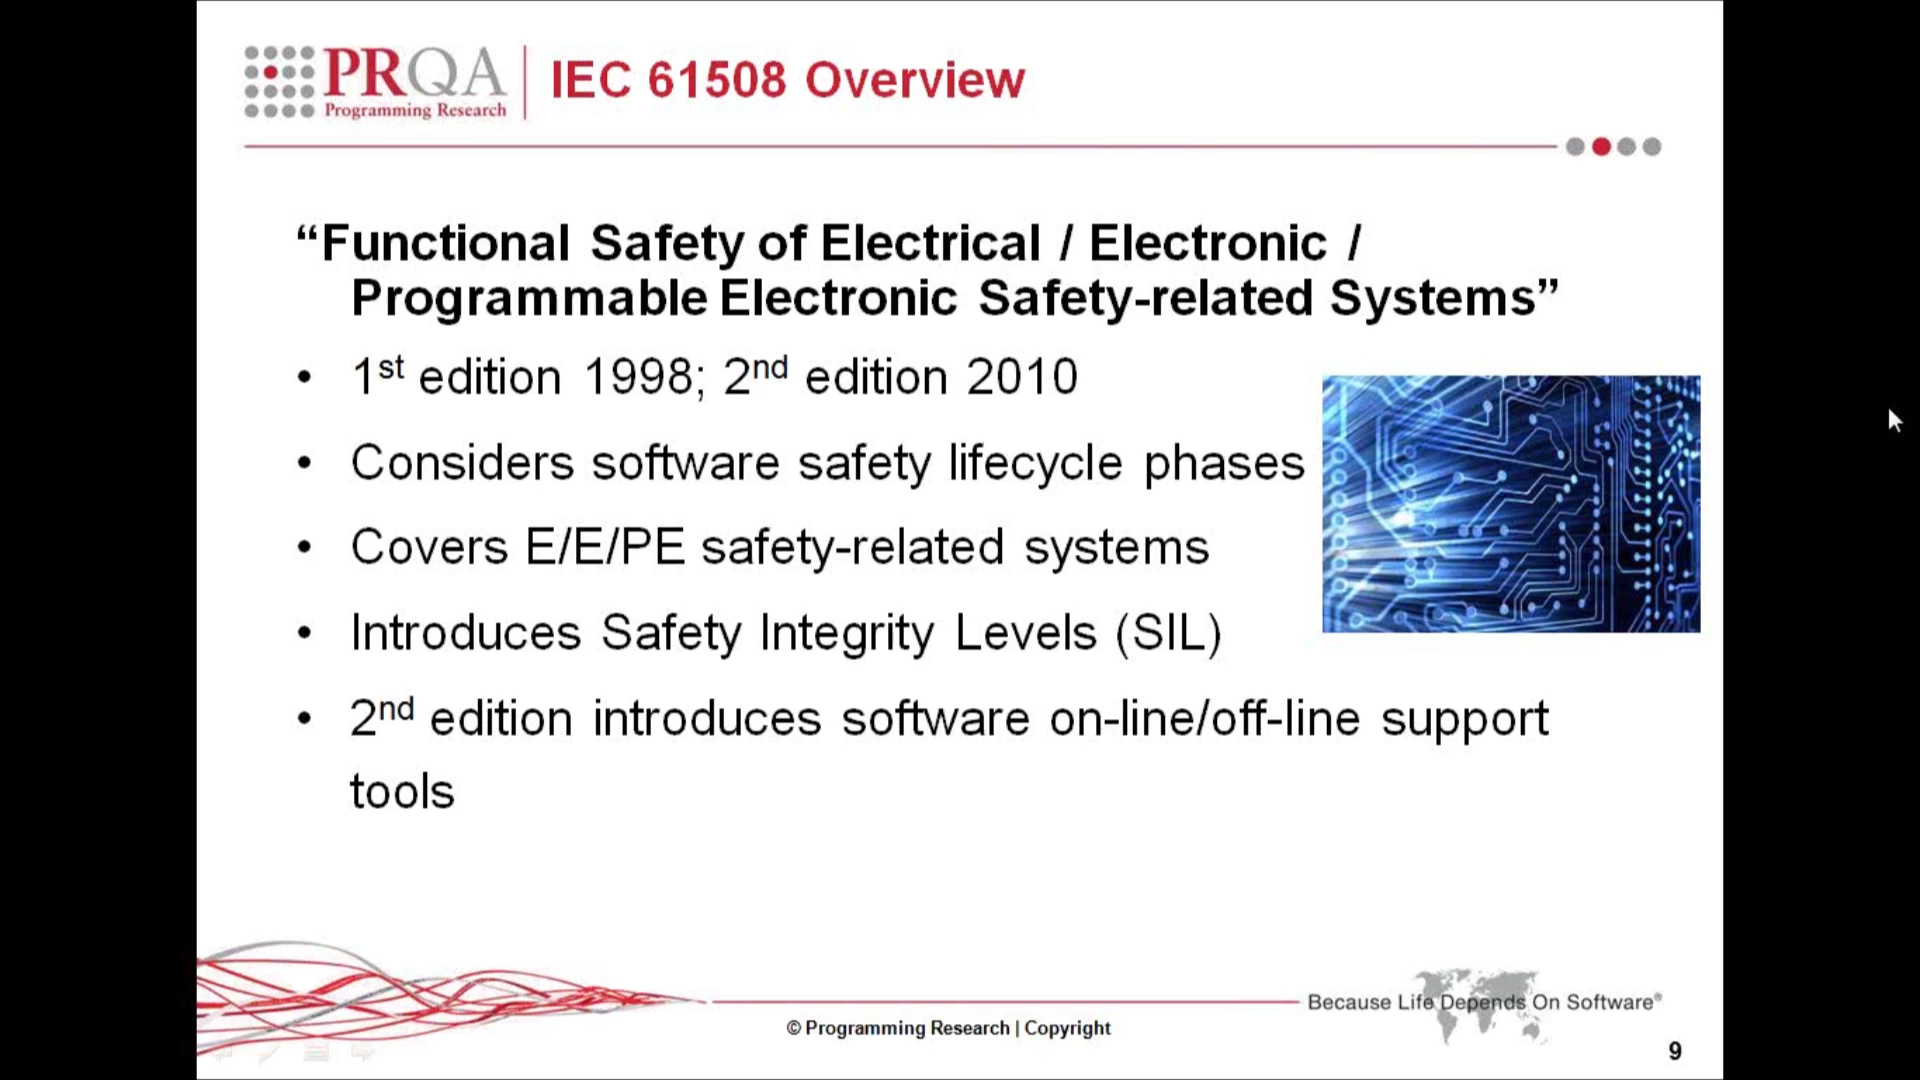 PRQA
Programming Research
IEC 61508 Overview
“Functional Safety of Electrical / Electronic /
Programmable Electronic Safety-related Systems”
• 1st edition 1998; 2nd edition 2010
• Considers software safety lifecycle phases
• Covers E/E/PE safety-related systems
• Introduces Safety Integrity Levels (SIL)
• 2nd edition introduces software on-line/off-line support
tools
Because Life Depends On Software®
© Programming Research | Copyright
9